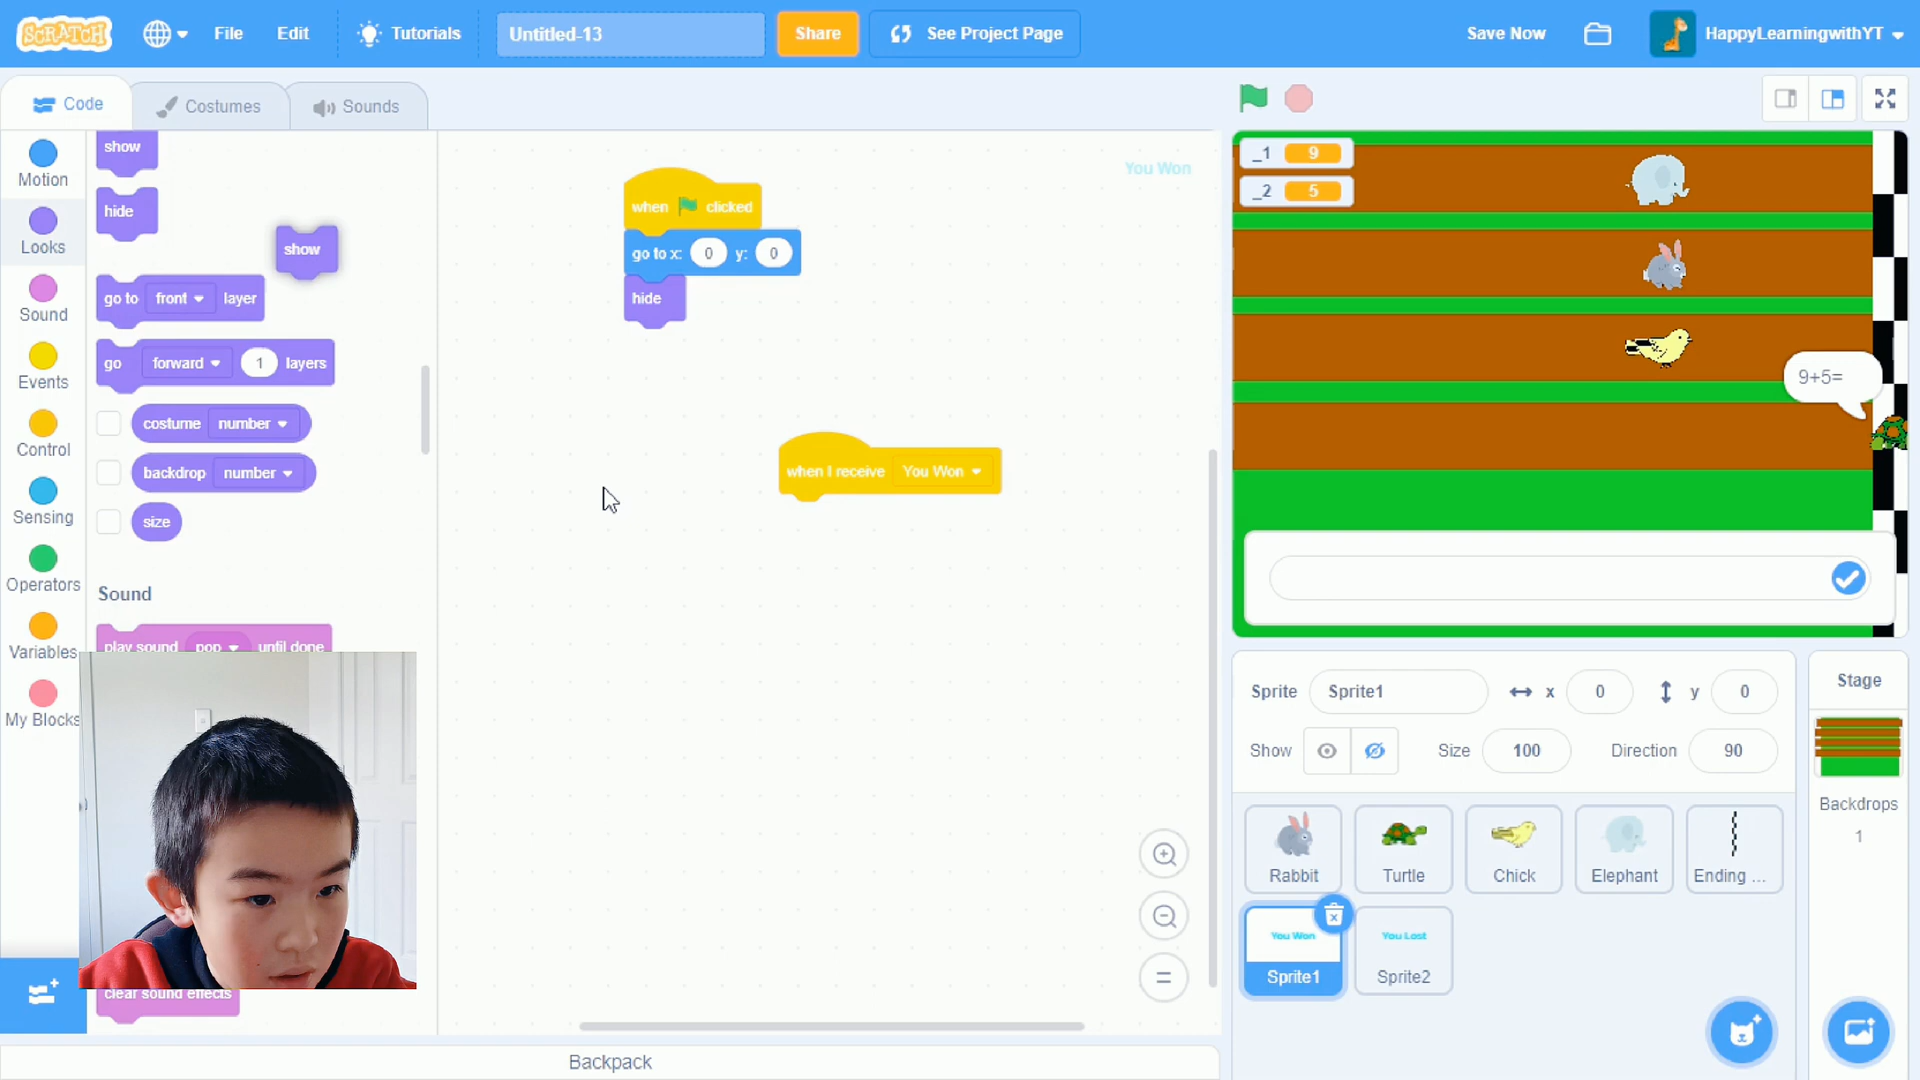 SCRATCH
File
Edit
Tutorials
Untitled-13
Share
See Project Page
Save Now
HappyLearningwithYT
Code
Costumes
Sounds
Motion
Looks
Sound
Events
Control
Sensing
Operators
Variables
My Blocks
show
hide
show
go to front layer
go forward 1 layers
costume number
backdrop number
size
Sound
play sound pop until done
clear sound effects
You Won
when clicked
go to x: 0 y: 0
hide
when I receive You Won
_1 9
_2 5
9+5=
Sprite Sprite1 x 0 y 0
Show Size 100 Direction 90
Rabbit
Turtle
Chick
Elephant
Ending ...
You Won
Sprite1
You Lost
Sprite2
Stage
Backdrops
1
Backpack